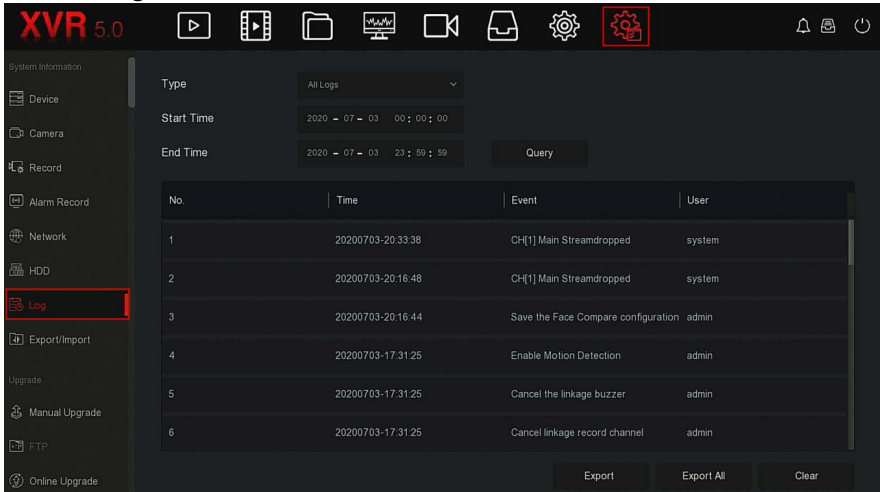 XVR 5.0
System Information
Device
Camera
Record
Alarm Record
Network
HDD
Log
Export/Import
Upgrade
Manual Upgrade
FTP
Online Upgrade
Type All Logs
Start Time 2020 - 07 - 03 00 : 00 : 00
End Time 2020 - 07 - 03 23 : 59 : 59 Query
No. Time Event User
1 20200703-20:33:38 CH[1] Main Streamdropped system
2 20200703-20:16:48 CH[1] Main Streamdropped system
3 20200703-20:16:44 Save the Face Compare configuration admin
4 20200703-17:31:25 Enable Motion Detection admin
5 20200703-17:31:25 Cancel the linkage buzzer admin
6 20200703-17:31:25 Cancel linkage record channel admin
Export Export All Clear